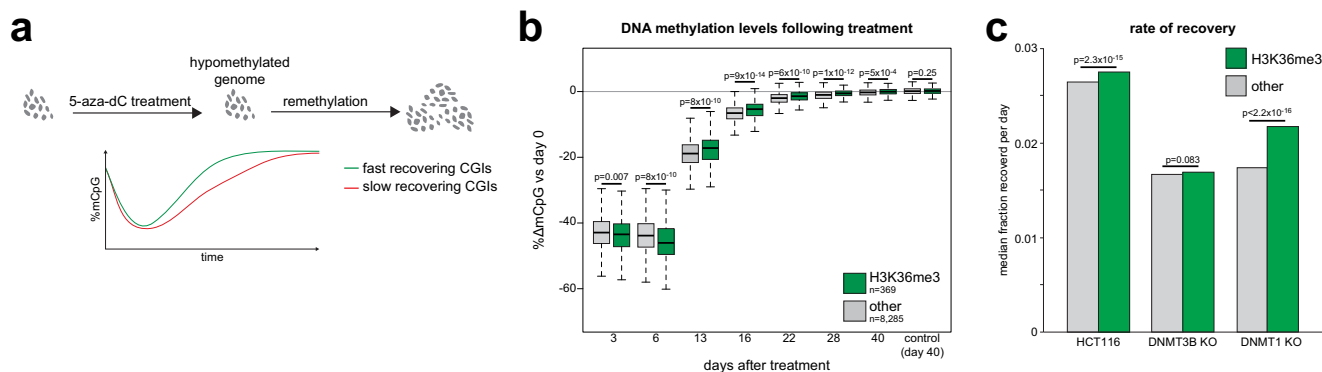 a
hypomethylated
genome
5-aza-dC treatment
remethylation
%mCpG
time
fast recovering CGIs
slow recovering CGIs
b
DNA methylation levels following treatment
%ΔmCpG vs day 0
0
-20
-40
-60
p=0.007
p=8x10-10
p=8x10-10
p=9x10-14
p=6x10-10
p=1x10-12
p=5x10-4
p=0.25
H3K36me3
n=369
other
n=8,285
3 6 13 16 22 28 40 control
(day 40)
days after treatment
c
rate of recovery
median fraction recoverd per day
0.03
0.02
0.01
0
p=2.3x10-15
p=0.083
p<2.2x10-16
H3K36me3
other
HCT116 DNMT3B KO DNMT1 KO